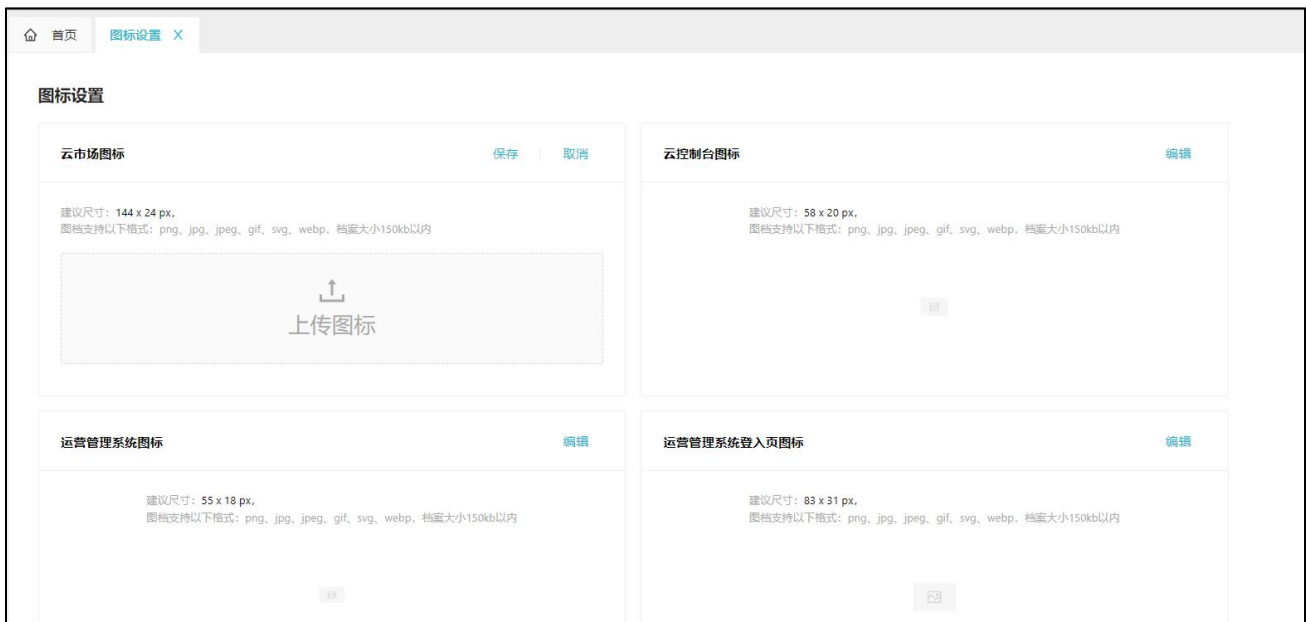 首页 图标设置 X
图标设置
云市场图标 保存 取消
建议尺寸：144 x 24 px，
图档支持以下格式：png、jpg、jpeg、gif、svg、webp，档案大小150kb以内
上传图标
云控制台图标 编辑
建议尺寸：58 x 20 px，
图档支持以下格式：png、jpg、jpeg、gif、svg、webp，档案大小150kb以内
运营管理系统图标 编辑
建议尺寸：55 x 18 px，
图档支持以下格式：png、jpg、jpeg、gif、svg、webp，档案大小150kb以内
运营管理系统登入页图标 编辑
建议尺寸：83 x 31 px，
图档支持以下格式：png、jpg、jpeg、gif、svg、webp，档案大小150kb以内